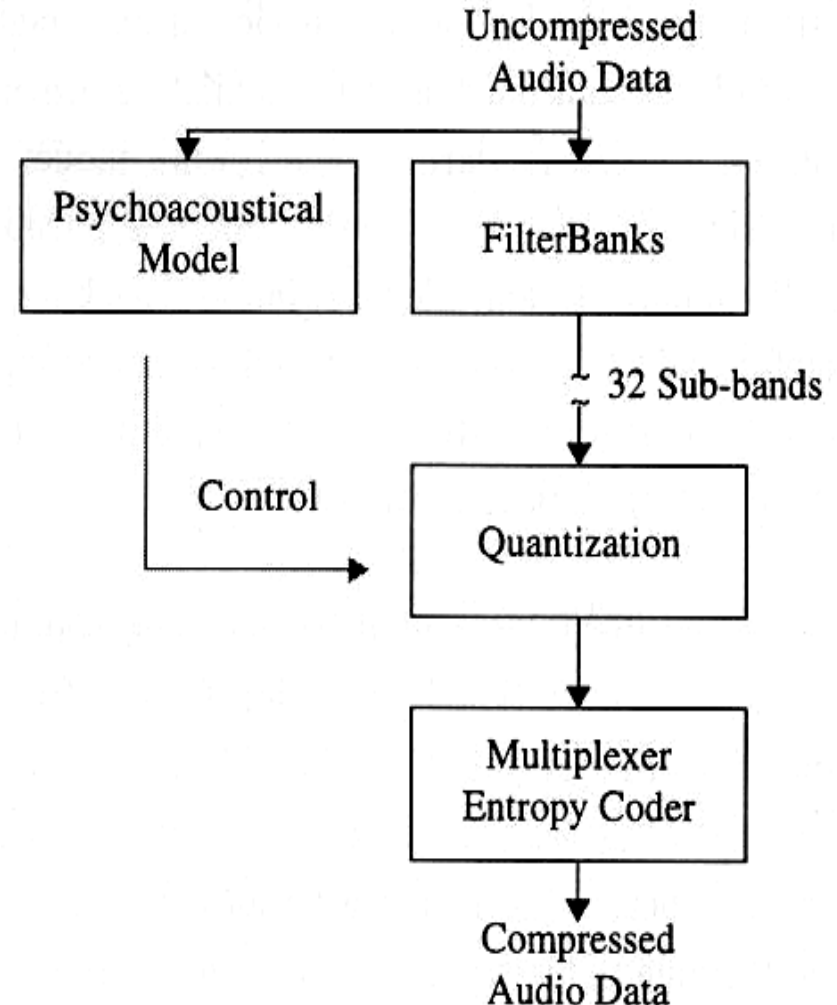 Uncompressed
Audio Data
Psychoacoustical
Model
FilterBanks
32 Sub-bands
Control
Quantization
Multiplexer
Entropy Coder
Compressed
Audio Data